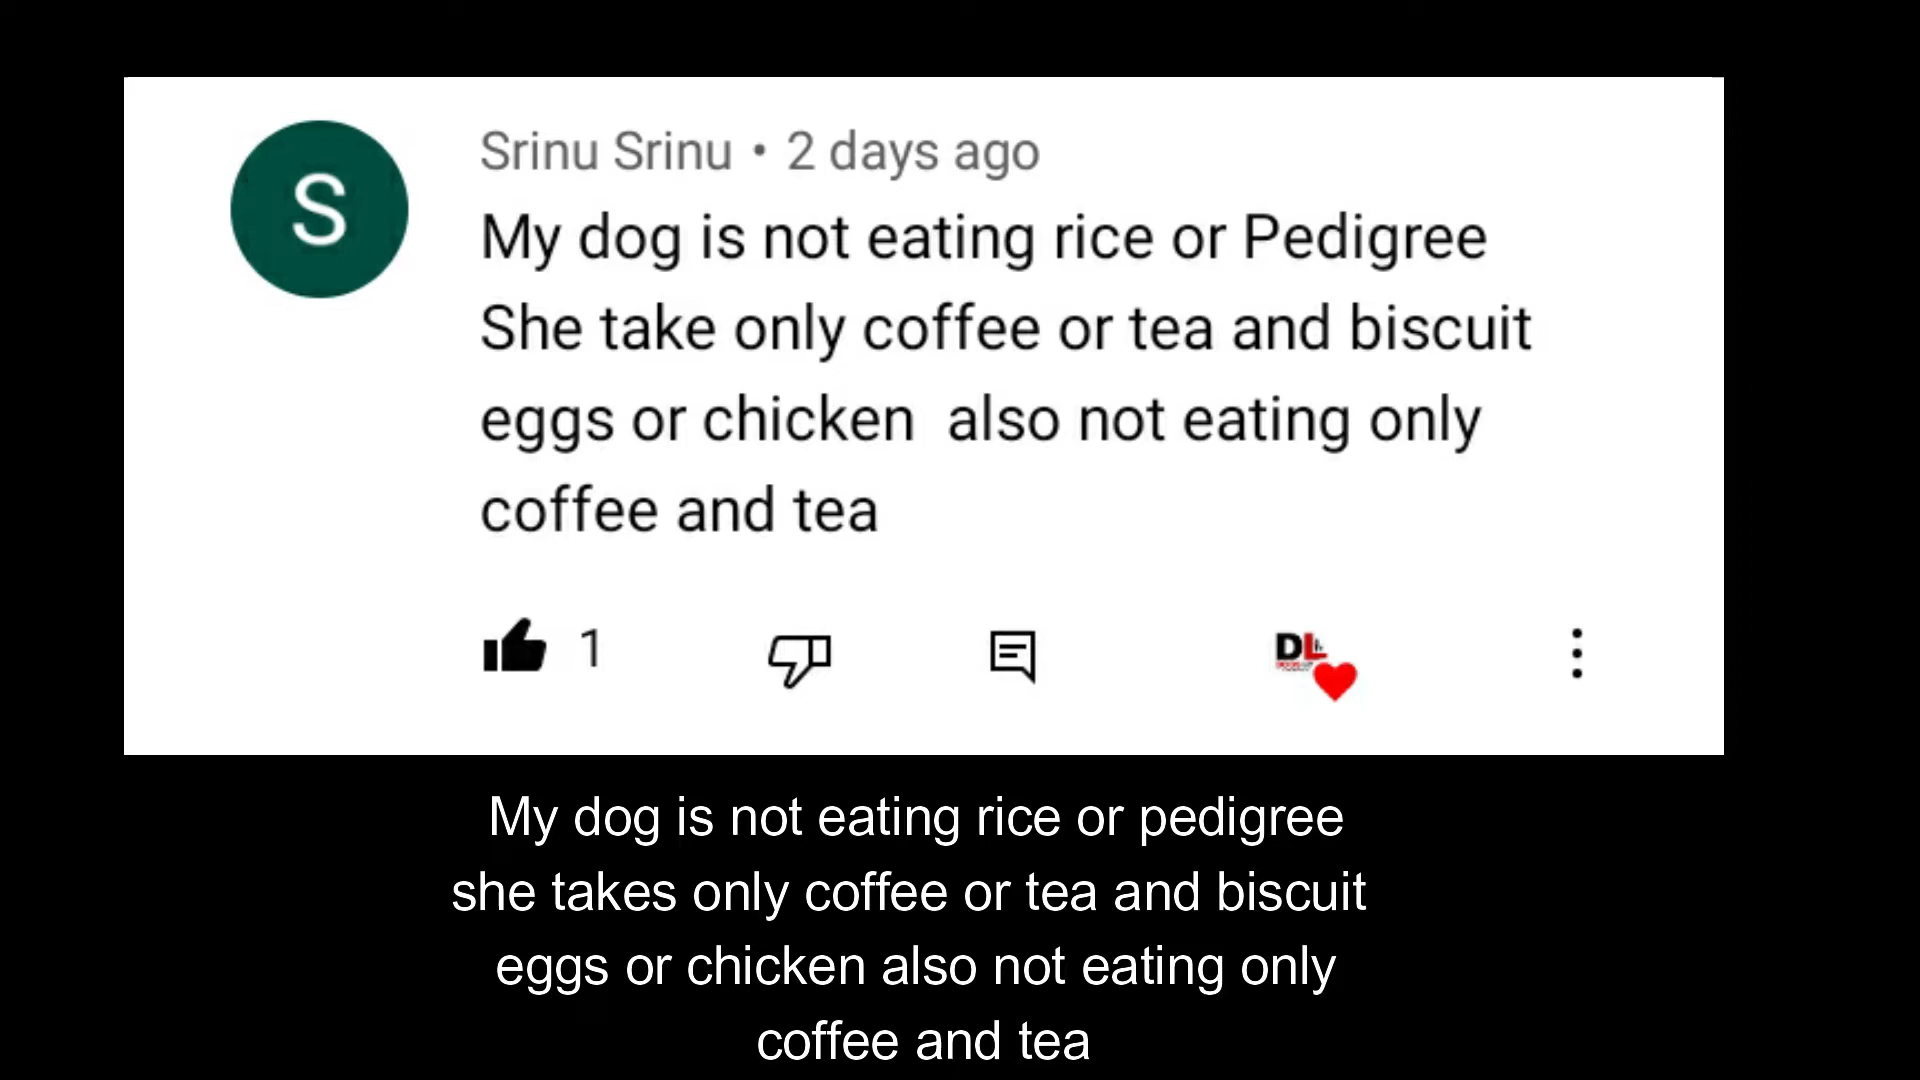 S
Srinu Srinu • 2 days ago
My dog is not eating rice or Pedigree
She take only coffee or tea and biscuit
eggs or chicken also not eating only
coffee and tea
1
DL
My dog is not eating rice or pedigree
she takes only coffee or tea and biscuit
eggs or chicken also not eating only
coffee and tea